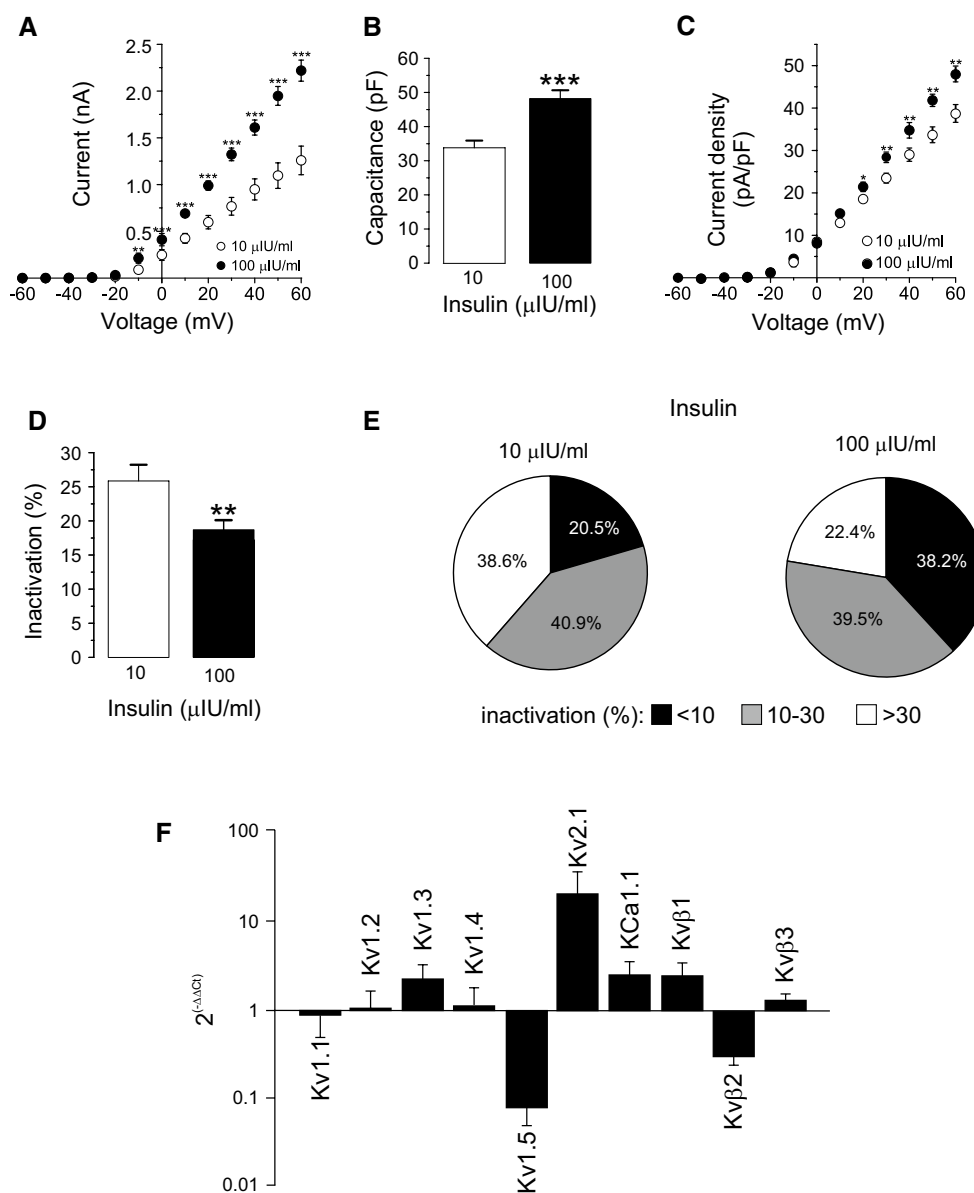 A
Current (nA)
2.5
2.0
1.5
1.0
0.5
***
***
***
***
***
***
***
**
10 μIU/ml
100 μIU/ml
-60 -40 -20 0 20 40 60
Voltage (mV)
B
Capacitance (pF)
60
50
40
30
20
10
0
***
10 100
Insulin (μIU/ml)
C
Current density
(pA/pF)
50
40
30
20
10
**
**
**
**
*
10 μIU/ml
100 μIU/ml
-60 -40 -20 0 20 40 60
Voltage (mV)
D
Inactivation (%)
30
25
20
15
10
5
0
**
10 100
Insulin (μIU/ml)
E
Insulin
10 μIU/ml
20.5%
38.6%
40.9%
100 μIU/ml
22.4%
38.2%
39.5%
inactivation (%): <10 10-30 >30
F
2(-ΔΔCt)
100
10
1
0.1
0.01
Kv1.1
Kv1.2
Kv1.3
Kv1.4
Kv1.5
Kv2.1
KCa1.1
Kvβ1
Kvβ2
Kvβ3